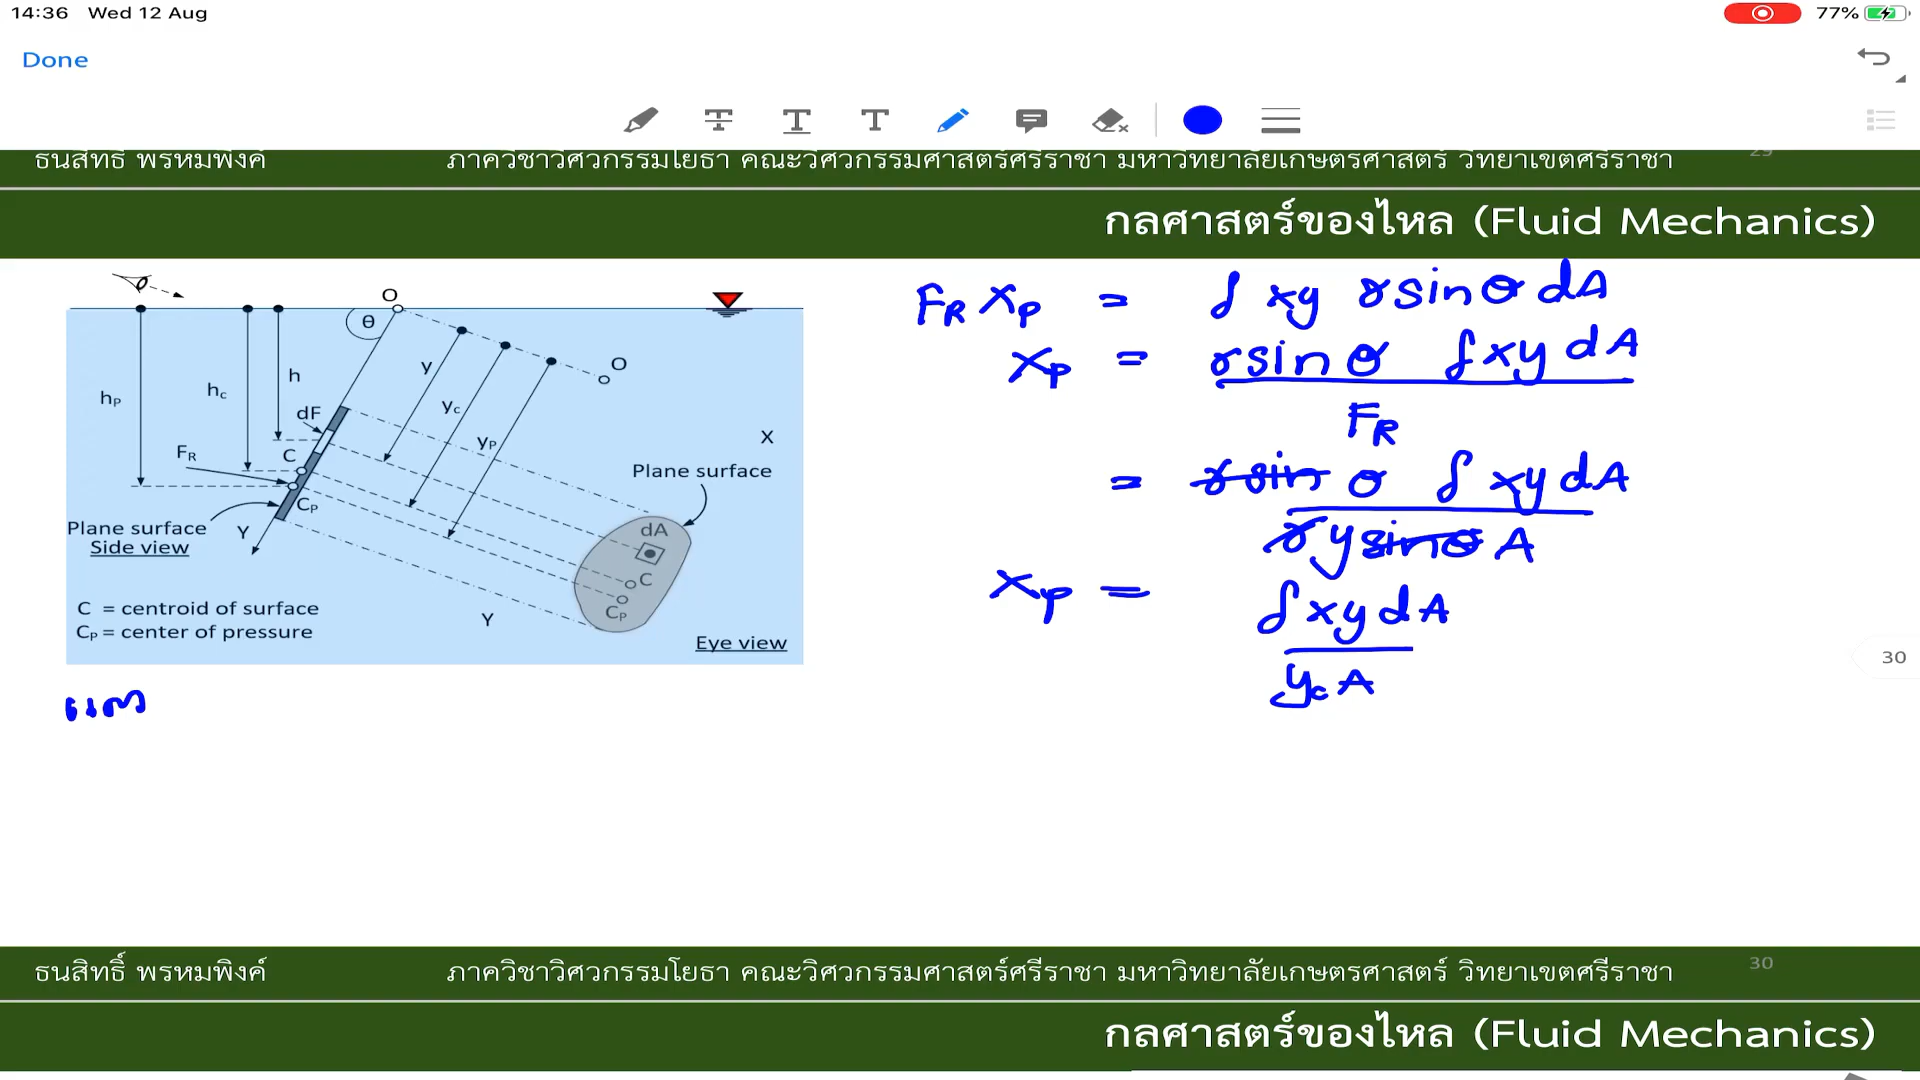 14:36 Wed 12 Aug
77%
Done
ธนสิทธิ์ พรหมพิงค์ ภาควิชาวิศวกรรมโยธา คณะวิศวกรรมศาสตร์ศรีราชา มหาวิทยาลัยเกษตรศาสตร์ วิทยาเขตศรีราชา 29
กลศาสตร์ของไหล (Fluid Mechanics)
O
θ
O
h
y
hc
hP
yc
dF
yP
X
FR
C
Plane surface
CP
Plane surface
Side view
Y
dA
C
C = centroid of surface
CP
Y
CP = center of pressure
Eye view
FR xp = ∫ xy γ sin θ dA
xp = γ sin θ ∫ xy dA
FR
= γ sin θ ∫ xy dA
γ y sin θ A
xp = ∫ xy dA
yc A
30
ธนสิทธิ์ พรหมพิงค์ ภาควิชาวิศวกรรมโยธา คณะวิศวกรรมศาสตร์ศรีราชา มหาวิทยาลัยเกษตรศาสตร์ วิทยาเขตศรีราชา 30
กลศาสตร์ของไหล (Fluid Mechanics)